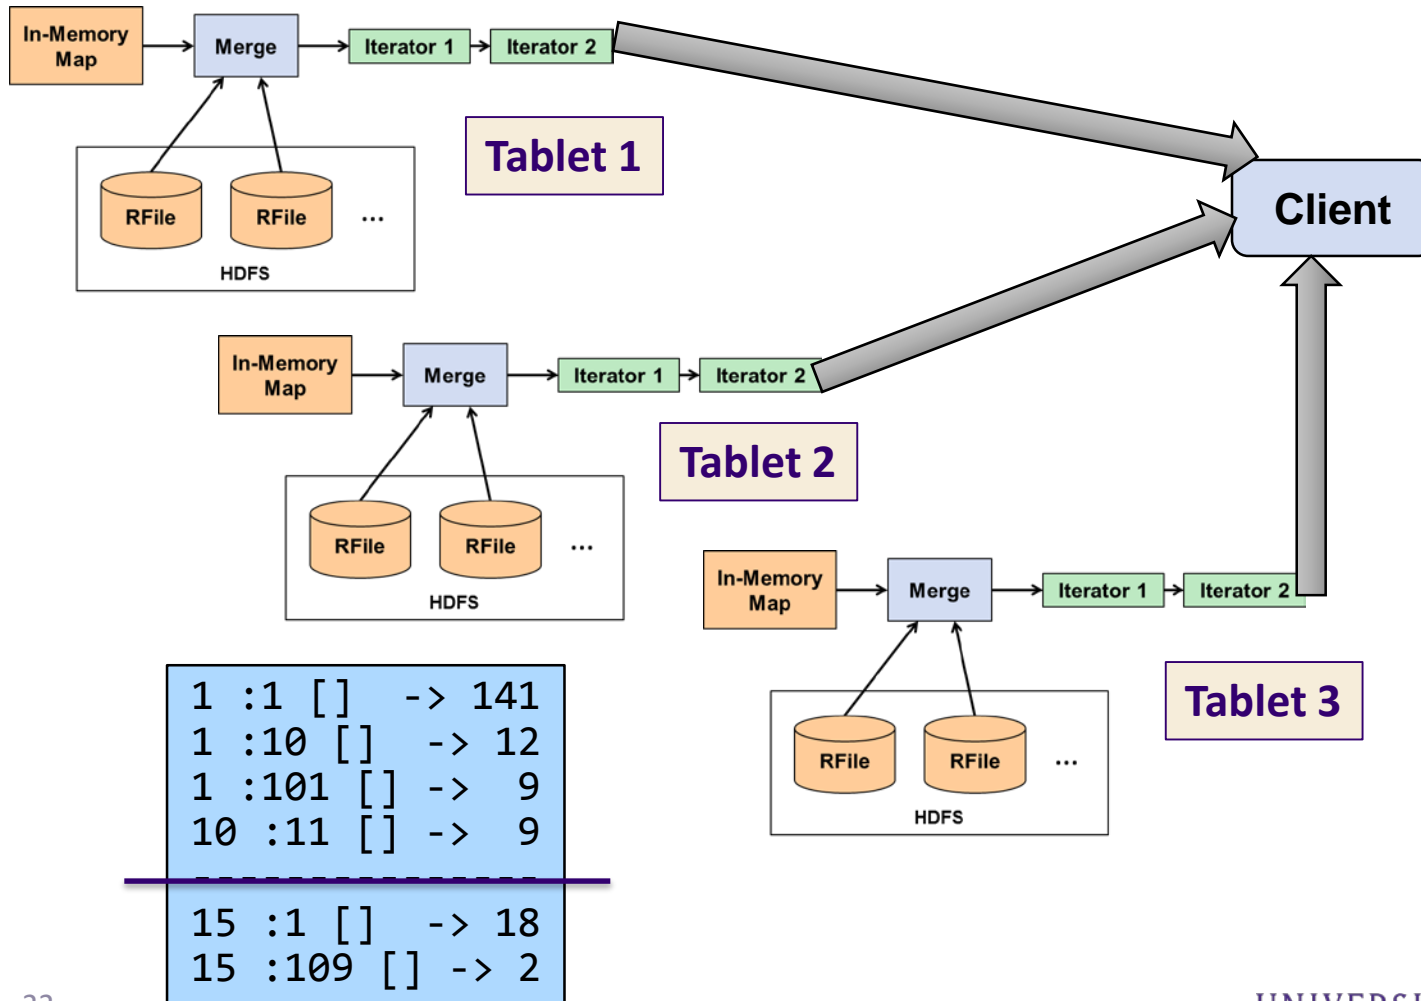 In-Memory
Map
Merge
Iterator 1
Iterator 2
RFile
RFile
...
HDFS
Tablet 1
Client
In-Memory
Map
Merge
Iterator 1
Iterator 2
RFile
RFile
...
HDFS
Tablet 2
In-Memory
Map
Merge
Iterator 1
Iterator 2
RFile
RFile
...
HDFS
Tablet 3
1 :1 [] -> 141
1 :10 [] -> 12
1 :101 [] -> 9
10 :11 [] -> 9
---------------
15 :1 [] -> 18
15 :109 [] -> 2